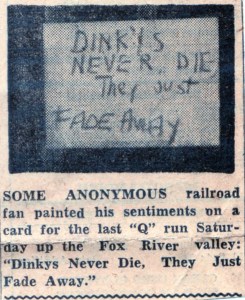 DINK'YS
NEVER, DIE
They Just
FADE AWAY
SOME ANONYMOUS railroad
fan painted his sentiments on a
card for the last "Q" run Satur-
day up the Fox River valley:
"Dinkys Never Die, They Just
Fade Away."